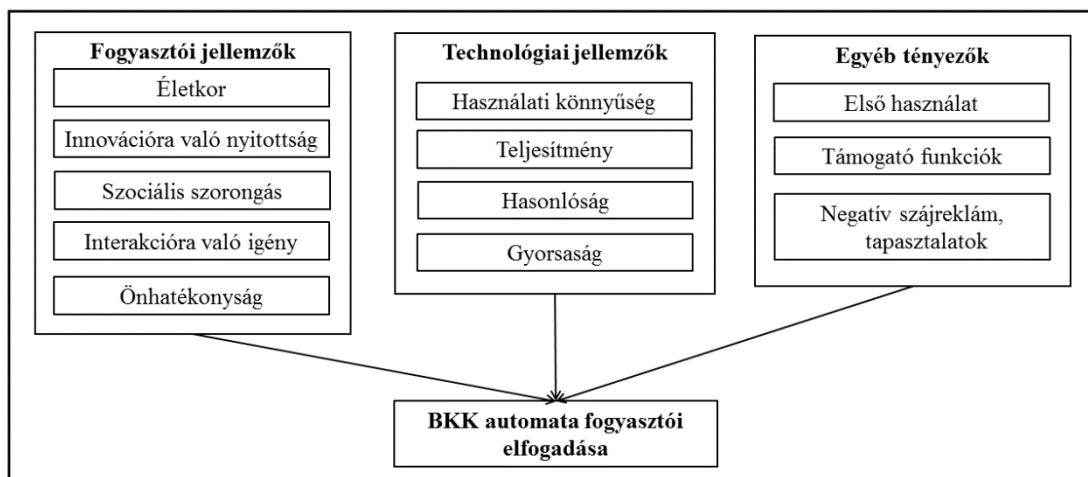 Fogyasztói jellemzők
Életkor
Innovációra való nyitottság
Szociális szorongás
Interakcióra való igény
Önhatékonyság
Technológiai jellemzők
Használati könnyűség
Teljesítmény
Hasonlóság
Gyorsaság
Egyéb tényezők
Első használat
Támogató funkciók
Negatív szájreklám,
tapasztalatok
BKK automata fogyasztói
elfogadása